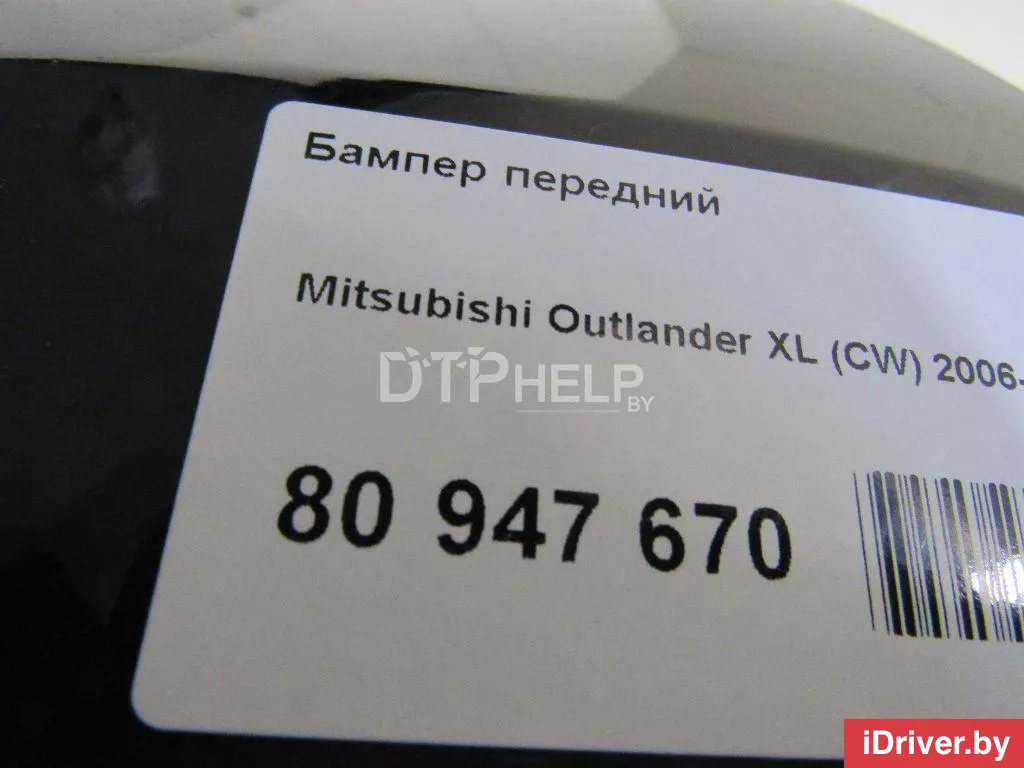 Бампер передний
Mitsubishi Outlander XL (CW) 2006-
DTPHELP
BY
80 947 670
iDriver.by